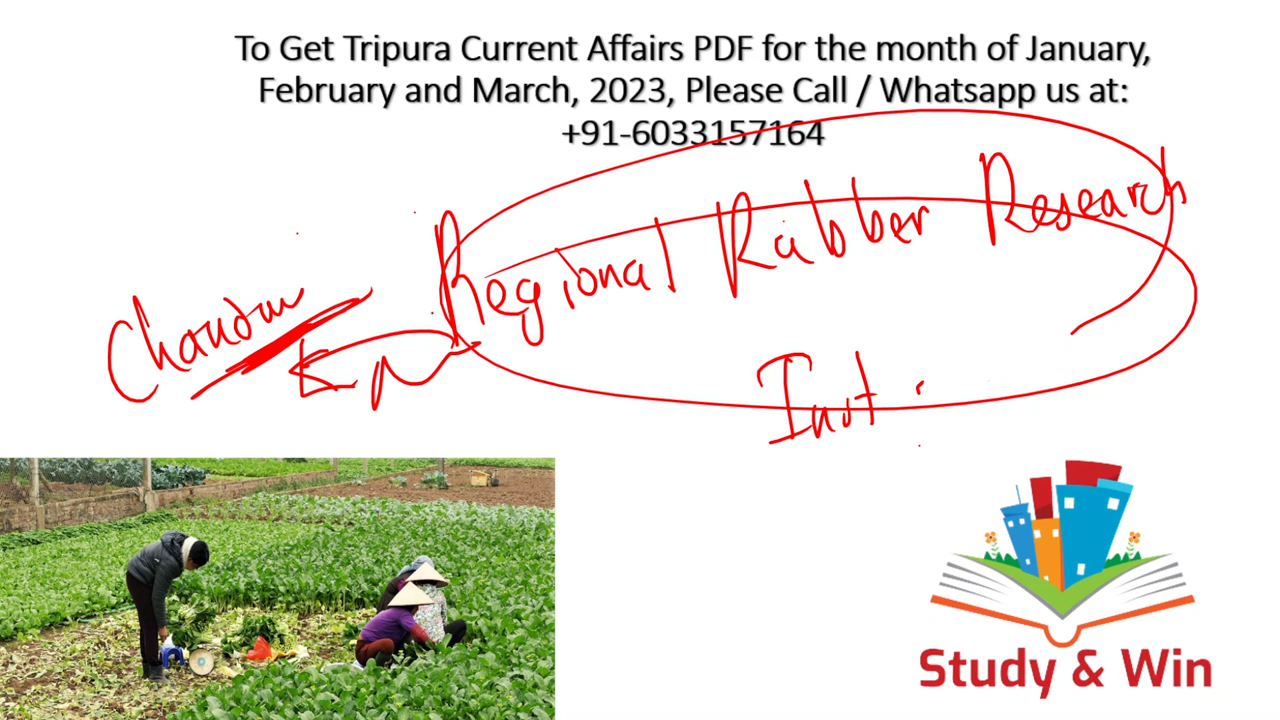 To Get Tripura Current Affairs PDF for the month of January,
February and March, 2023, Please Call / Whatsapp us at:
+91-6033157164
Regional Rubber Research
Inst
Study & Win